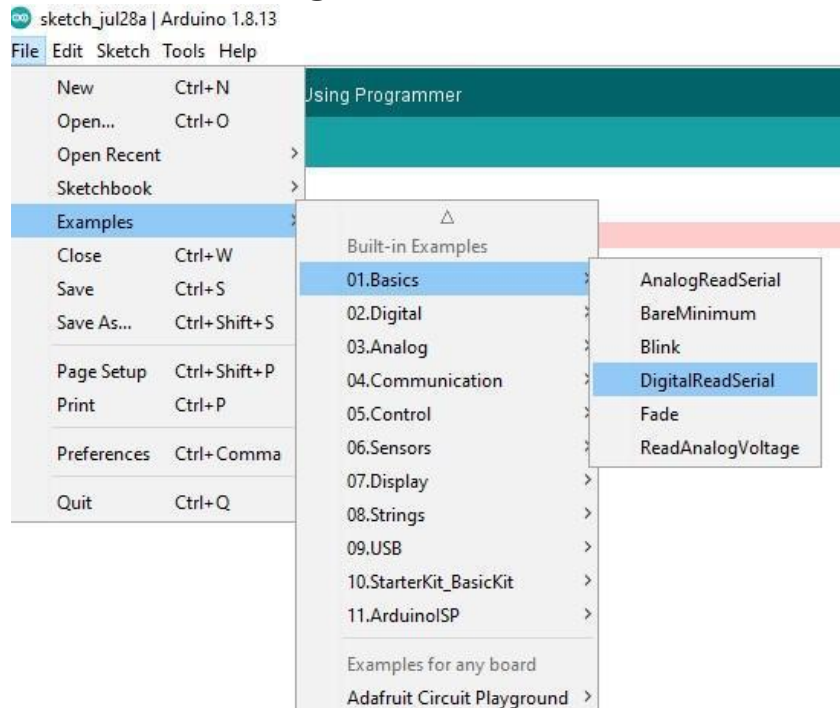 sketch_jul28a | Arduino 1.8.13
File Edit Sketch Tools Help
New Ctrl+N
Open... Ctrl+O
Open Recent >
Sketchbook >
Examples >
Close Ctrl+W
Save Ctrl+S
Save As... Ctrl+Shift+S
Page Setup Ctrl+Shift+P
Print Ctrl+P
Preferences Ctrl+Comma
Quit Ctrl+Q
Using Programmer
△
Built-in Examples
01.Basics >
02.Digital >
03.Analog >
04.Communication >
05.Control >
06.Sensors >
07.Display >
08.Strings >
09.USB >
10.StarterKit_BasicKit >
11.ArduinoISP >
Examples for any board
Adafruit Circuit Playground >
AnalogReadSerial
BareMinimum
Blink
DigitalReadSerial
Fade
ReadAnalogVoltage